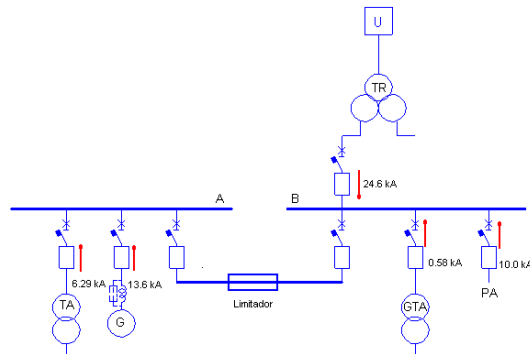 U
TR
24.6 kA
A
B
6.29 kA
13.6 kA
0.58 kA
10.0 kA
TA
G
Limitador
GTA
PA